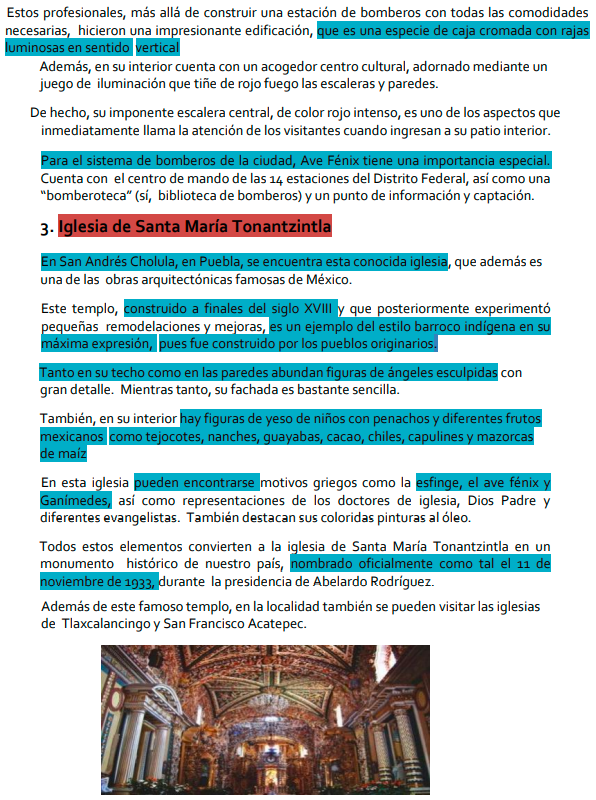 Estos profesionales, más allá de construir una estación de bomberos con todas las comodidades
necesarias, hicieron una impresionante edificación, que es una especie de caja cromada con rajas
luminosas en sentido vertical
Además, en su interior cuenta con un acogedor centro cultural, adornado mediante un
juego de iluminación que tiñe de rojo fuego las escaleras y paredes.
De hecho, su imponente escalera central, de color rojo intenso, es uno de los aspectos que
inmediatamente llama la atención de los visitantes cuando ingresan a su patio interior.
Para el sistema de bomberos de la ciudad, Ave Fénix tiene una importancia especial.
Cuenta con el centro de mando de las 14 estaciones del Distrito Federal, así como una
“bomberoteca” (sí, biblioteca de bomberos) y un punto de información y captación.
3. Iglesia de Santa María Tonantzintla
En San Andrés Cholula, en Puebla, se encuentra esta conocida iglesia, que además es
una de las obras arquitectónicas famosas de México.
Este templo, construido a finales del siglo XVIII y que posteriormente experimentó
pequeñas remodelaciones y mejoras, es un ejemplo del estilo barroco indígena en su
máxima expresión, pues fue construido por los pueblos originarios.
Tanto en su techo como en las paredes abundan figuras de ángeles esculpidas con
gran detalle. Mientras tanto, su fachada es bastante sencilla.
También, en su interior hay figuras de yeso de niños con penachos y diferentes frutos
mexicanos como tejocotes, nanches, guayabas, cacao, chiles, capulines y mazorcas
de maíz
En esta iglesia pueden encontrarse motivos griegos como la esfinge, el ave fénix y
Ganímedes, así como representaciones de los doctores de iglesia, Dios Padre y
diferentes evangelistas. También destacan sus coloridas pinturas al óleo.
Todos estos elementos convierten a la iglesia de Santa María Tonantzintla en un
monumento histórico de nuestro país, nombrado oficialmente como tal el 11 de
noviembre de 1933, durante la presidencia de Abelardo Rodríguez.
Además de este famoso templo, en la localidad también se pueden visitar las iglesias
de Tlaxcalancingo y San Francisco Acatepec.